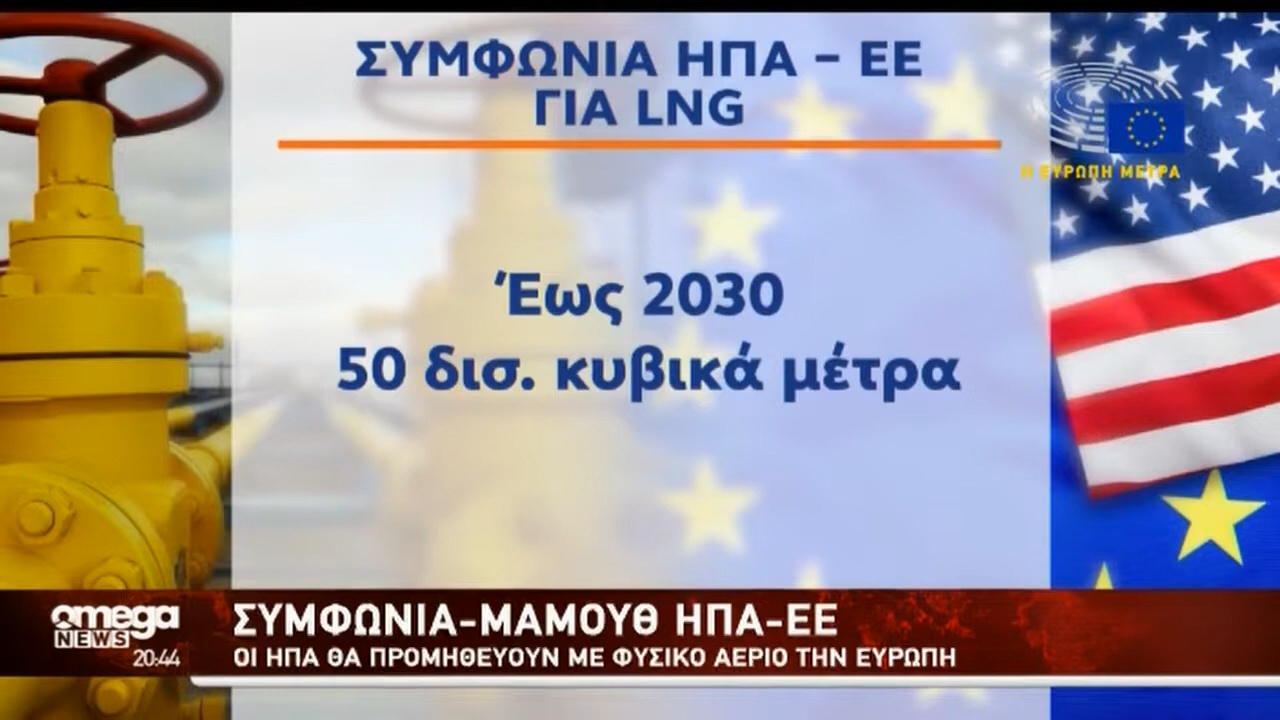 ΣΥΜΦΩΝΙΑ ΗΠΑ – ΕΕ
ΓΙΑ LNG
Η ΕΥΡΩΠΗ ΜΕΤΡΑ
Έως 2030
50 δισ. κυβικά μέτρα
omega
NEWS
20:44
ΣΥΜΦΩΝΙΑ-ΜΑΜΟΥΘ ΗΠΑ-ΕΕ
ΟΙ ΗΠΑ ΘΑ ΠΡΟΜΗΘΕΥΟΥΝ ΜΕ ΦΥΣΙΚΟ ΑΕΡΙΟ ΤΗΝ ΕΥΡΩΠΗ